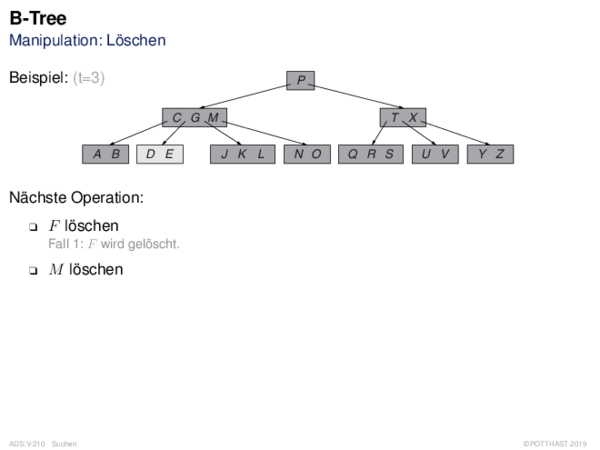 B-Tree
Manipulation: Löschen
Beispiel: (t=3)
P
C G M
T X
A B
D E
J K L
N O
Q R S
U V
Y Z
Nächste Operation:
❑ F löschen
Fall 1: F wird gelöscht.
❑ M löschen
ADS:V-210 Suchen
©POTTHAST 2019